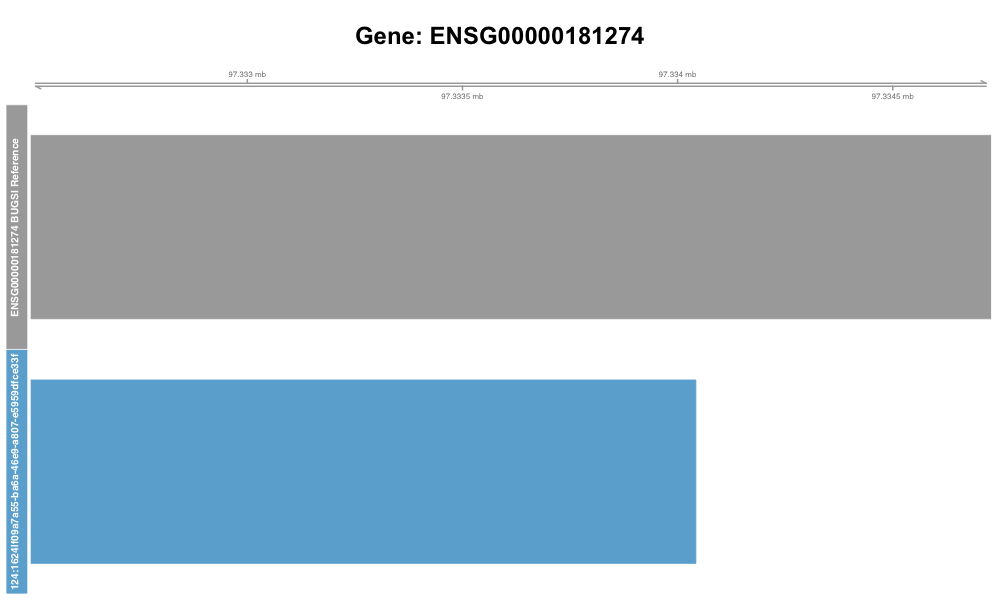 Gene: ENSG00000181274
97.333 mb
97.334 mb
97.3335 mb
97.3345 mb
ENSG00000181274 BUGSI Reference
124:1624lf09a7a55-ba6a-46e9-a807-e5959dfce33f